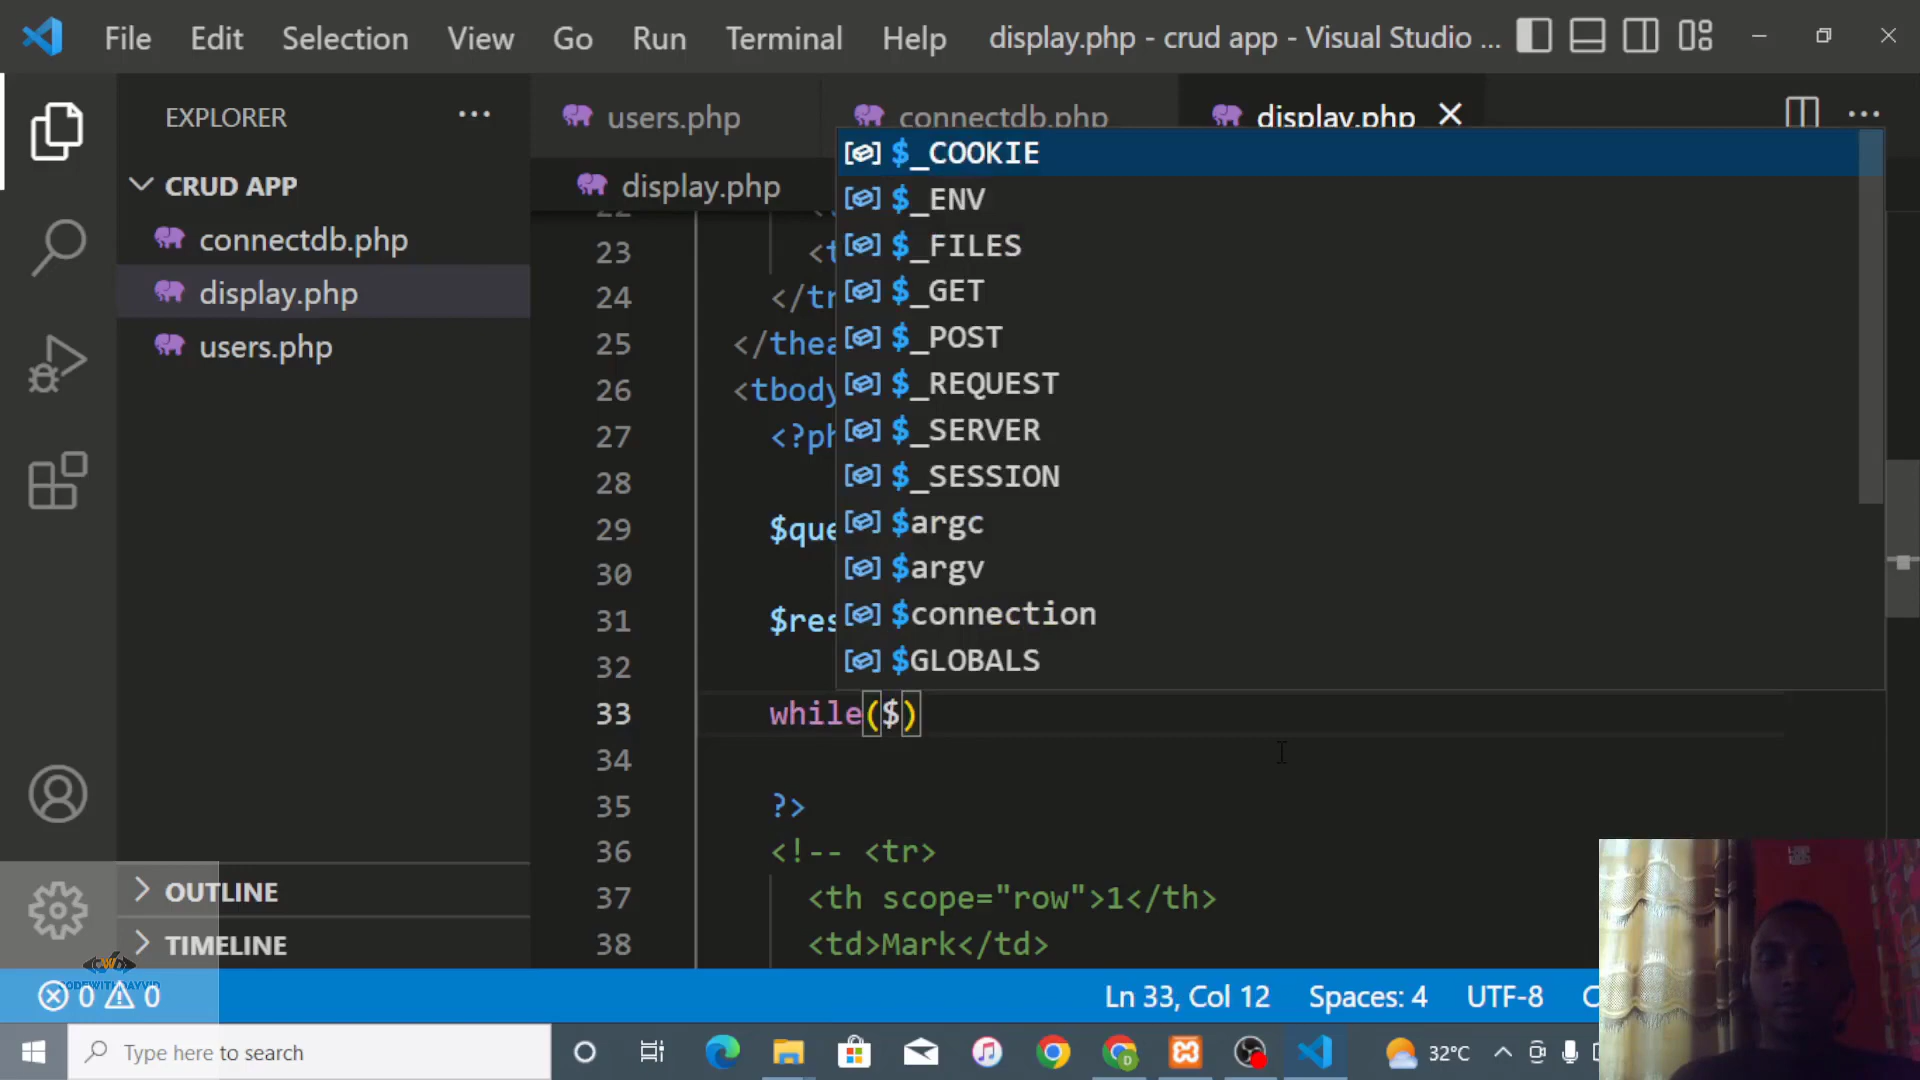 File Edit Selection View Go Run Terminal Help display.php - crud app - Visual Studio ...
EXPLORER ...
users.php connectdb.php display.php
CRUD APP
display.php
connectdb.php
display.php
users.php
$_COOKIE
$_ENV
$_FILES
$_GET
$_POST
$_REQUEST
$_SERVER
$_SESSION
$argc
$argv
$connection
$GLOBALS
22
23 <t
24 </tr
25 </thea
26 <tbody
27 <?ph
28
29 $que
30
31 $res
32
33 while($)
34
35 ?>
36 <!-- <tr>
37 <th scope="row">1</th>
38 <td>Mark</td>
OUTLINE
TIMELINE
CODEWITHDAYVID
0 0 Ln 33, Col 12 Spaces: 4 UTF-8 C
Type here to search 32°C